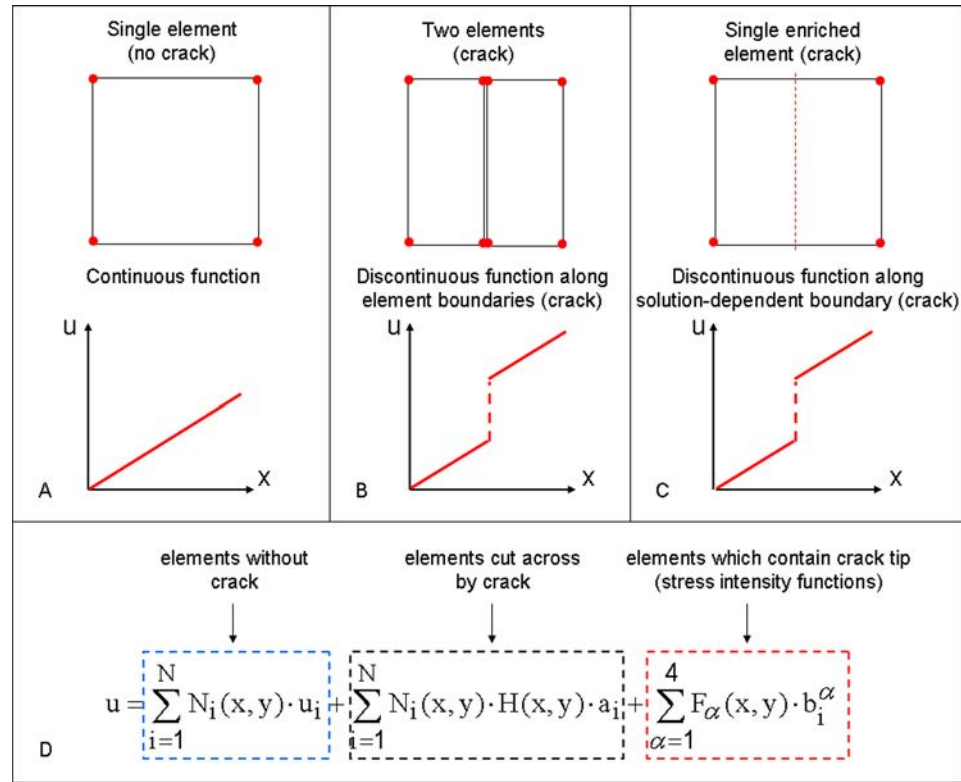 Single element
(no crack)
Continuous function
u
X
A
Two elements
(crack)
Discontinuous function along
element boundaries (crack)
u
X
B
Single enriched
element (crack)
Discontinuous function along
solution-dependent boundary (crack)
u
X
C
elements without
crack
elements cut across
by crack
elements which contain crack tip
(stress intensity functions)
u = ∑_{i=1}^{N} N_i(x,y)·u_i + ∑_{i=1}^{N} N_i(x,y)·H(x,y)·a_i + ∑_{α=1}^{4} F_α(x,y)·b_i^α
D